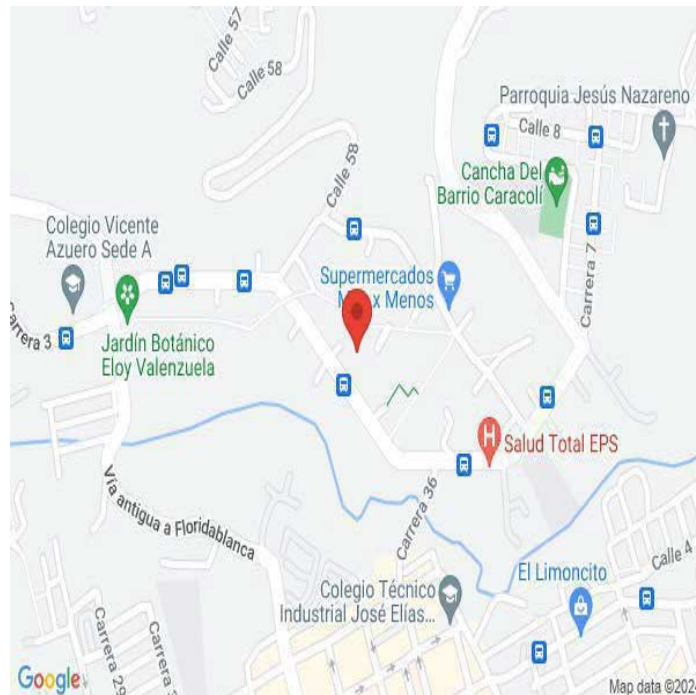 Calle 57
Calle 58
Parroquia Jesús Nazareno
Calle 8
Cancha Del
Barrio Caracolí
Calle 58
Colegio Vicente
Azuero Sede A
Supermercados
Menos
Carrera 7
Carrera 3
Jardín Botánico
Eloy Valenzuela
H
Salud Total EPS
Vía antigua a Floridablanca
Carrera 36
Calle 4
El Limoncito
Colegio Técnico
Industrial José Elías...
Carrera 29
Google
Map data ©202